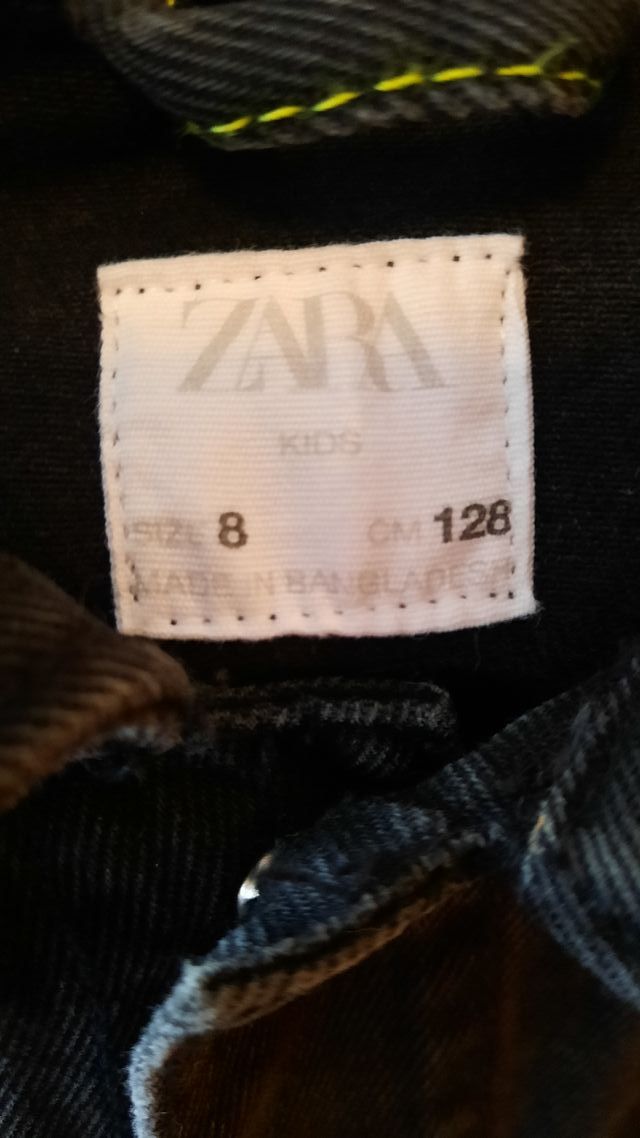 ZARA
KIDS
SIZE 8 CM 128
MADE IN BANGLADESH